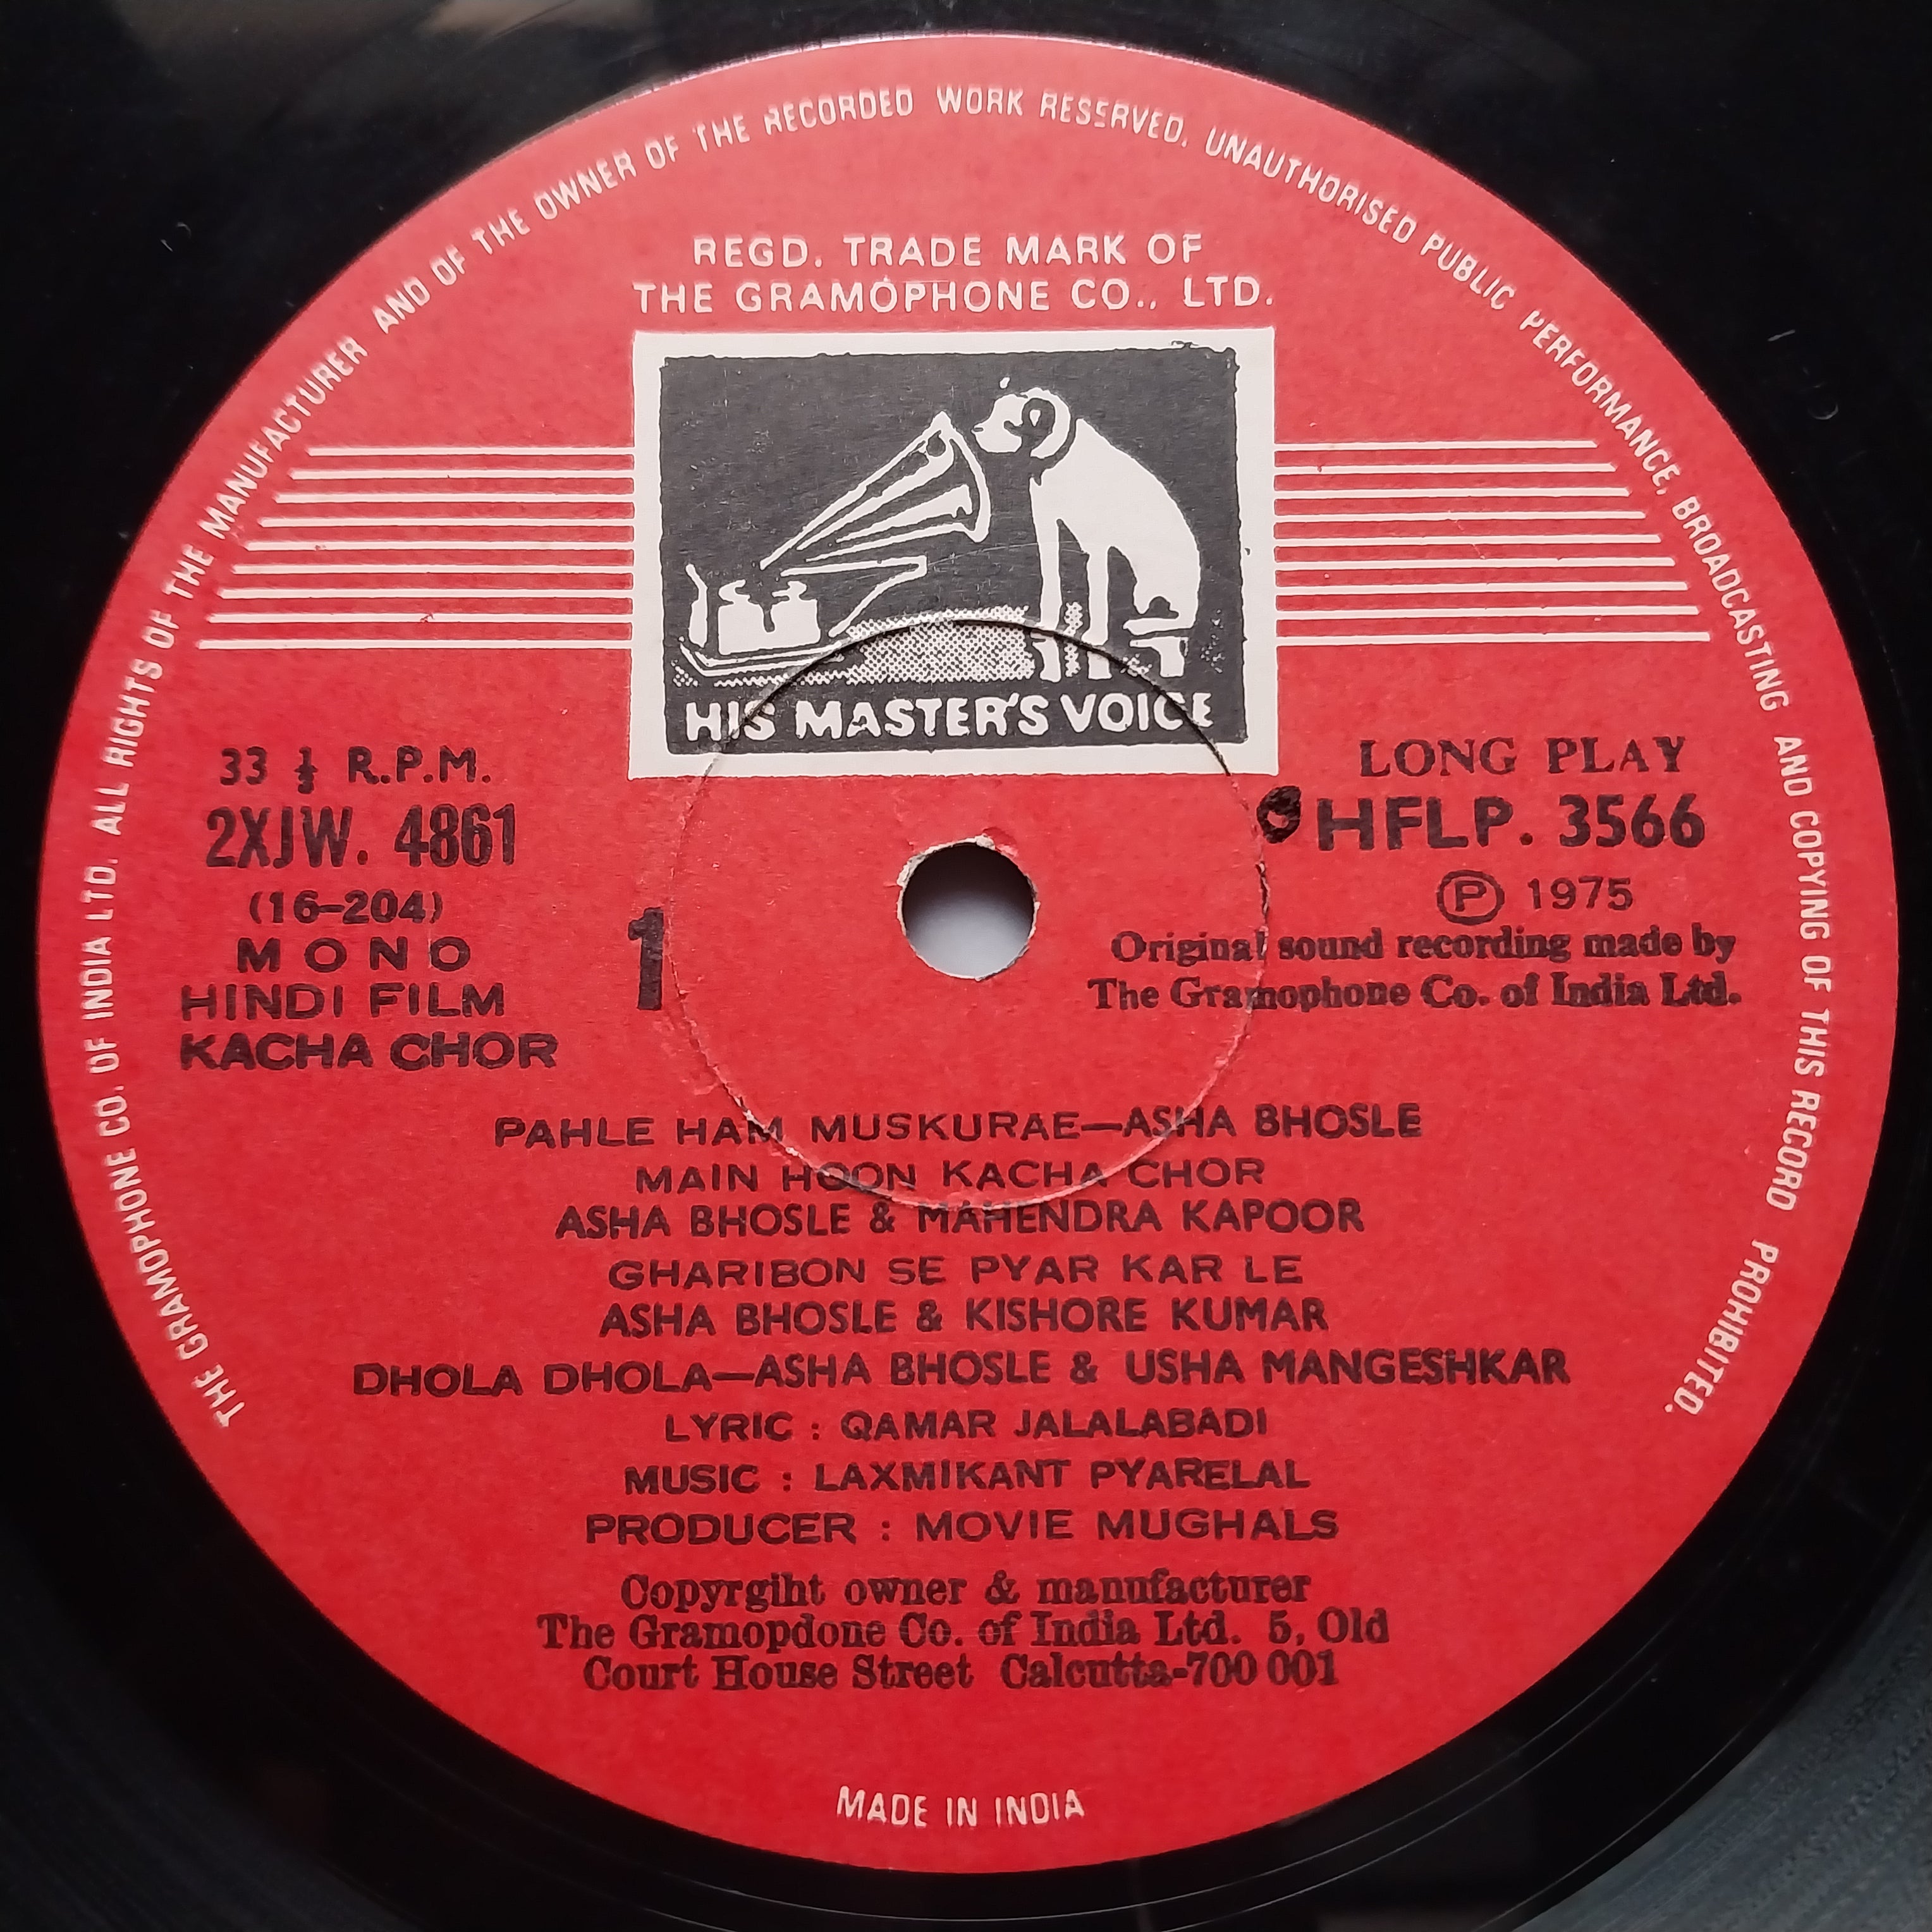 THE GRAMOPHONE CO. OF INDIA LTD. ALL RIGHTS OF THE MANUFACTURER AND OF THE OWNER OF THE RECORDED WORK RESERVED. UNAUTHORISED PUBLIC PERFORMANCE, BROADCASTING AND COPYING OF THIS RECORD PROHIBITED.
REGD. TRADE MARK OF
THE GRAMOPHONE CO., LTD.
HIS MASTER'S VOICE
33 ⅓ R.P.M.
2XJW. 4861
(16-204)
MONO
HINDI FILM
KACHA CHOR
1
LONG PLAY
HFLP. 3566
Ⓟ 1975
Original sound recording made by
The Gramophone Co. of India Ltd.
PAHLE HAM MUSKURAE—ASHA BHOSLE
MAIN HOON KACHA CHOR
ASHA BHOSLE & MAHENDRA KAPOOR
GHARIBON SE PYAR KAR LE
ASHA BHOSLE & KISHORE KUMAR
DHOLA DHOLA—ASHA BHOSLE & USHA MANGESHKAR
LYRIC : QAMAR JALALABADI
MUSIC : LAXMIKANT PYARELAL
PRODUCER : MOVIE MUGHALS
Copyrgiht owner & manufacturer
The Gramopdone Co. of India Ltd. 5, Old
Court House Street Calcutta-700 001
MADE IN INDIA